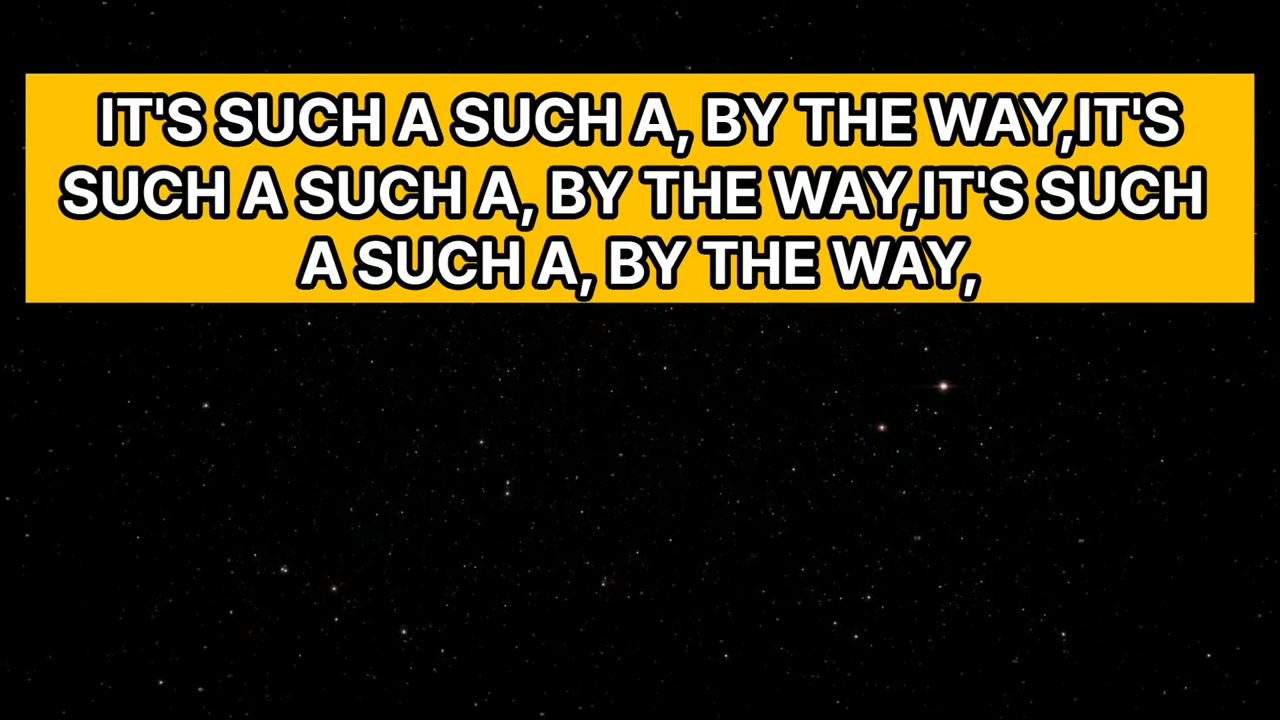 IT'S SUCH A SUCH A, BY THE WAY,IT'S
SUCH A SUCH A, BY THE WAY,IT'S SUCH
A SUCH A, BY THE WAY,